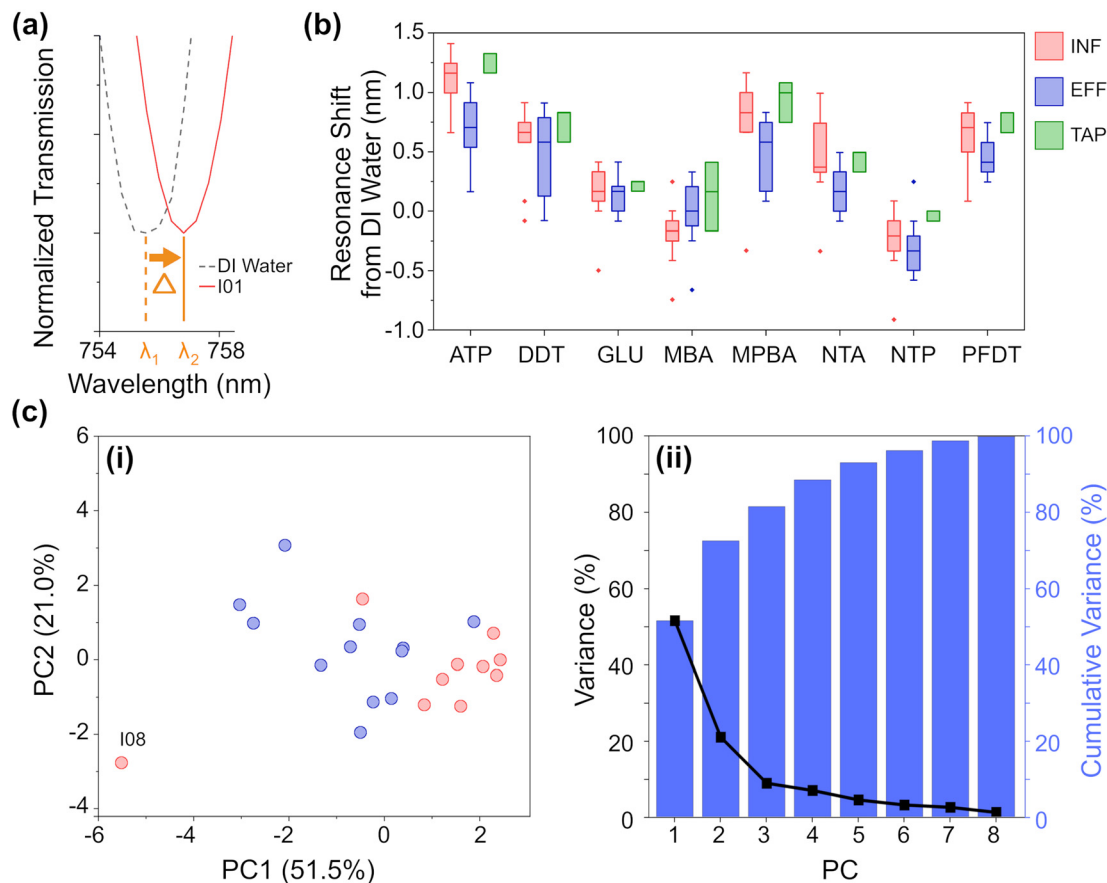 (a)
Normalized Transmission
DI Water
I01
Δ
754
λ1
λ2
758
Wavelength (nm)
(b)
Resonance Shift
from DI Water (nm)
1.5
1.0
0.5
0.0
-0.5
-1.0
ATP DDT GLU MBA MPBA NTA NTP PFDT
INF
EFF
TAP
(c)
(i)
PC2 (21.0%)
6
4
2
0
-2
-4
I08
-6 -4 -2 0 2
PC1 (51.5%)
(ii)
Variance (%)
100
80
60
40
20
0
1 2 3 4 5 6 7 8
PC
100
80
60
40
20
0
Cumulative Variance (%)